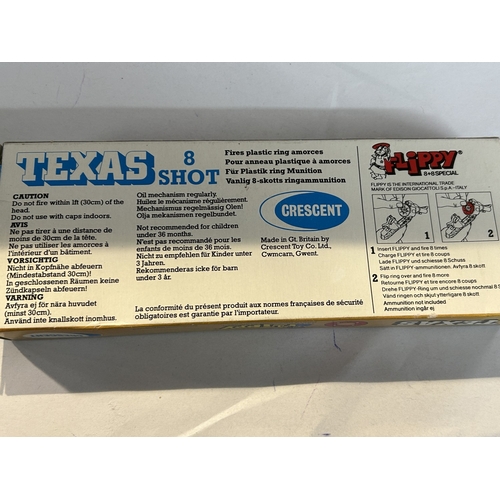 TEXAS
8
SHOT
Fires plastic ring amorces
Pour anneau plastique à amorces
Für Plastik ring Munition
Vanlig 8-skotts ringammunition
CAUTION
Do not fire within 1ft (30cm) of the
head.
Do not use with caps indoors.
AVIS
Ne pas tirer à une distance de
moins de 30cm de la tête.
Ne pas utiliser les amorces à
l'intérieur d'un bâtiment.
VORSICHTIG
Nicht in Kopfnähe abfeuern
(Mindestabstand 30cm)!
In geschlossenen Räumen keine
Zündkapseln abfeuern!
VARNING
Avfyra ej för nära huvudet
(minst 30cm).
Använd inte knallskott inomhus.
Oil mechanism regularly.
Huilez le mécanisme régulièrement.
Mechanismus regelmässig Ölen!
Olja mekanismen regelbundet.
Not recommended for children
under 36 months.
N'est pas recommandé pour les
enfants de moins de 36 mois.
Nicht zu empfehlen für Kinder unter
3 Jahren.
Rekommenderas icke för barn
under 3 år.
La conformité du produit aux normes françaises de sécurité
obligatoires est garantie par l'importateur.
CRESCENT
Made in Gt. Britain by
Crescent Toy Co. Ltd.,
Cwmcarn, Gwent.
FLIPPY
8+8 SPECIAL
FLIPPY IS THE INTERNATIONAL TRADE
MARK OF EDISON GIOCATTOLI S.p.A.-ITALY
1
2
1 Insert FLIPPY and fire 8 times
Charge FLIPPY et tire 8 coups
Lade FLIPPY und schiesse 8 Schuss
Sätt in FLIPPY-ammunitionen. Avfyra 8 skott
2 Flip ring over and fire 8 more
Retourne FLIPPY et tire encore 8 coups
Drehe FLIPPY-Ring um und schiesse nochmal 8 S
Vänd ringen och skjut ytterligare 8 skott
Ammunition not included
Ammunition ingår ej